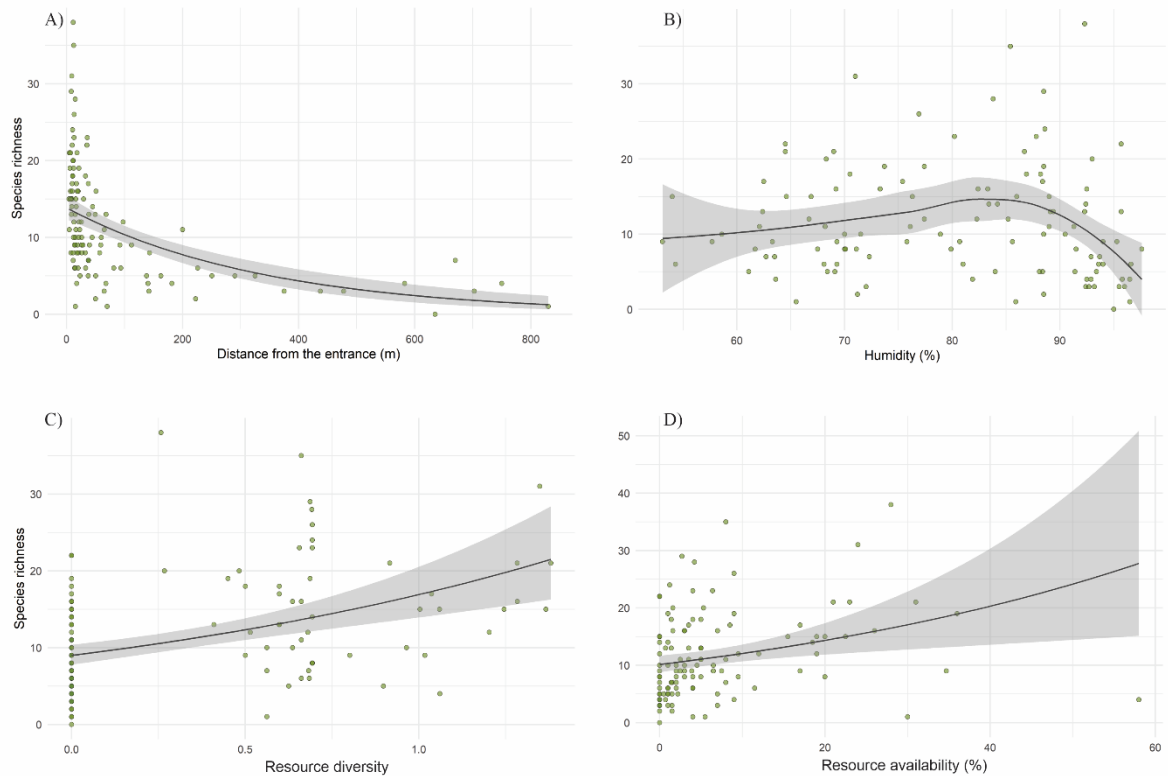 A)
Species richness
30
20
10
0
0 200 400 600 800
Distance from the entrance (m)
B)
30
20
10
0
60 70 80 90
Humidity (%)
C)
Species richness
30
20
10
0
0.0 0.5 1.0
Resource diversity
D)
50
40
30
20
10
0
0 20 40 60
Resource availability (%)